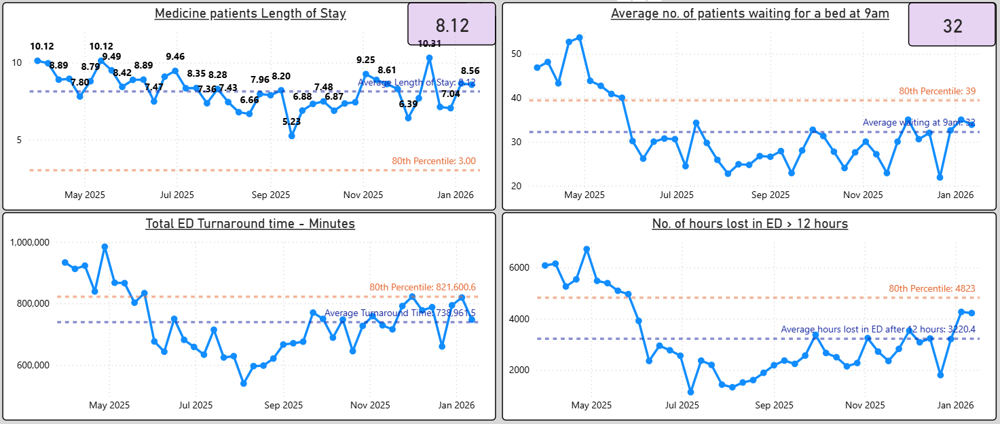 Medicine patients Length of Stay
8.12
10.12
8.89
7.80
8.79
10.12
9.49
8.42
8.89
7.47
9.46
8.35
7.36
8.28
7.43
6.66
7.96
8.20
5.23
6.88
7.48
6.87
9.25
8.61
6.39
10.31
7.04
8.56
10
5
Average Length of Stay: 8.12
80th Percentile: 3.00
May 2025
Jul 2025
Sep 2025
Nov 2025
Jan 2026
Average no. of patients waiting for a bed at 9am
32
50
40
30
20
80th Percentile: 39
Average waiting at 9am: 32
May 2025
Jul 2025
Sep 2025
Nov 2025
Jan 2026
Total ED Turnaround time - Minutes
1,000,000
800,000
600,000
80th Percentile: 821,600.6
Average Turnaround Time: 738,961.5
May 2025
Jul 2025
Sep 2025
Nov 2025
Jan 2026
No. of hours lost in ED > 12 hours
6000
4000
2000
80th Percentile: 4823
Average hours lost in ED after 12 hours: 3220.4
May 2025
Jul 2025
Sep 2025
Nov 2025
Jan 2026